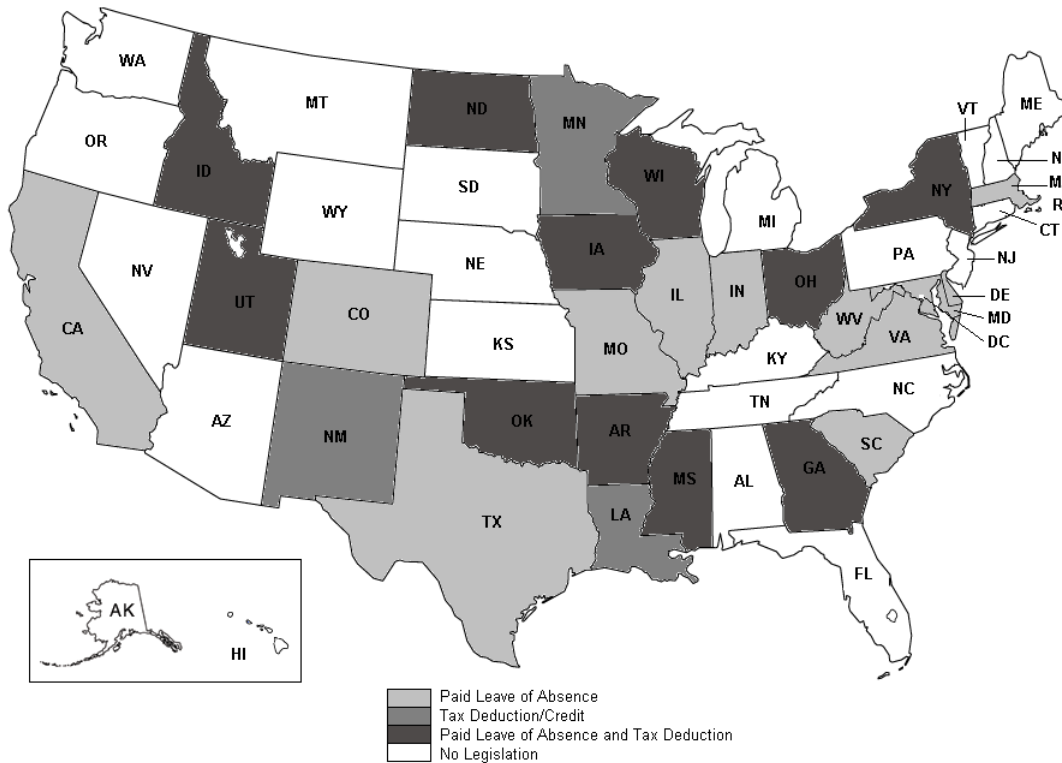 WA
MT
ND
MN
VT
ME
OR
ID
SD
WI
NY
N
M
R
CT
WY
MI
IA
PA
NJ
NE
NV
UT
OH
IL
IN
DE
CA
CO
WV
MD
VA
DC
KS
MO
KY
NC
TN
AZ
NM
OK
AR
SC
MS
AL
GA
LA
TX
FL
AK
HI
Paid Leave of Absence
Tax Deduction/Credit
Paid Leave of Absence and Tax Deduction
No Legislation